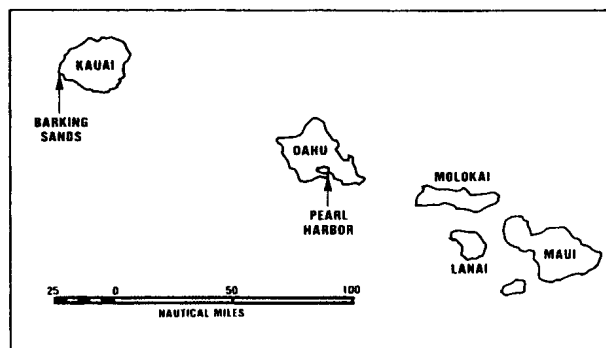 KAUAI
BARKING
SANDS
OAHU
PEARL
HARBOR
MOLOKAI
LANAI
MAUI
25 0 50 100
NAUTICAL MILES